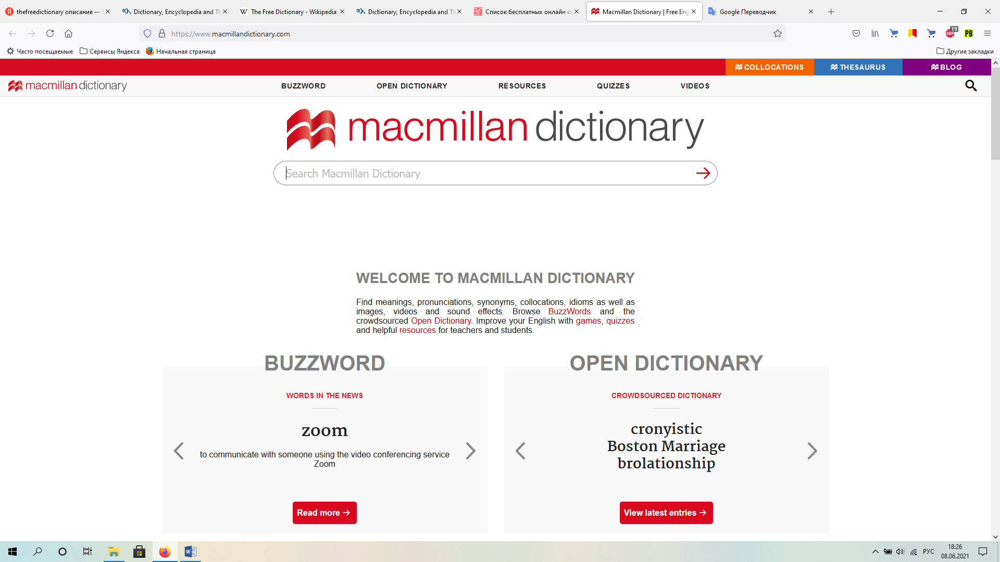 thefreedictionary описание —
Dictionary, Encyclopedia and Th
The Free Dictionary - Wikipedia
Dictionary, Encyclopedia and Th
Список бесплатных онлайн сл
Macmillan Dictionary | Free Eng
Google Переводчик
https://www.macmillandictionary.com
19
ABP
PB
Часто посещаемые
Сервисы Яндекса
Начальная страница
Другие закладки
COLLOCATIONS
THESAURUS
BLOG
macmillan dictionary
BUZZWORD
OPEN DICTIONARY
RESOURCES
QUIZZES
VIDEOS
macmillan dictionary
Search Macmillan Dictionary
WELCOME TO MACMILLAN DICTIONARY
Find meanings, pronunciations, synonyms, collocations, idioms as well as
images, videos and sound effects. Browse BuzzWords and the
crowdsourced Open Dictionary. Improve your English with games, quizzes
and helpful resources for teachers and students.
BUZZWORD
WORDS IN THE NEWS
zoom
to communicate with someone using the video conferencing service
Zoom
Read more →
OPEN DICTIONARY
CROWDSOURCED DICTIONARY
cronyistic
Boston Marriage
brolationship
View latest entries →
РУС
18:26
08.06.2021